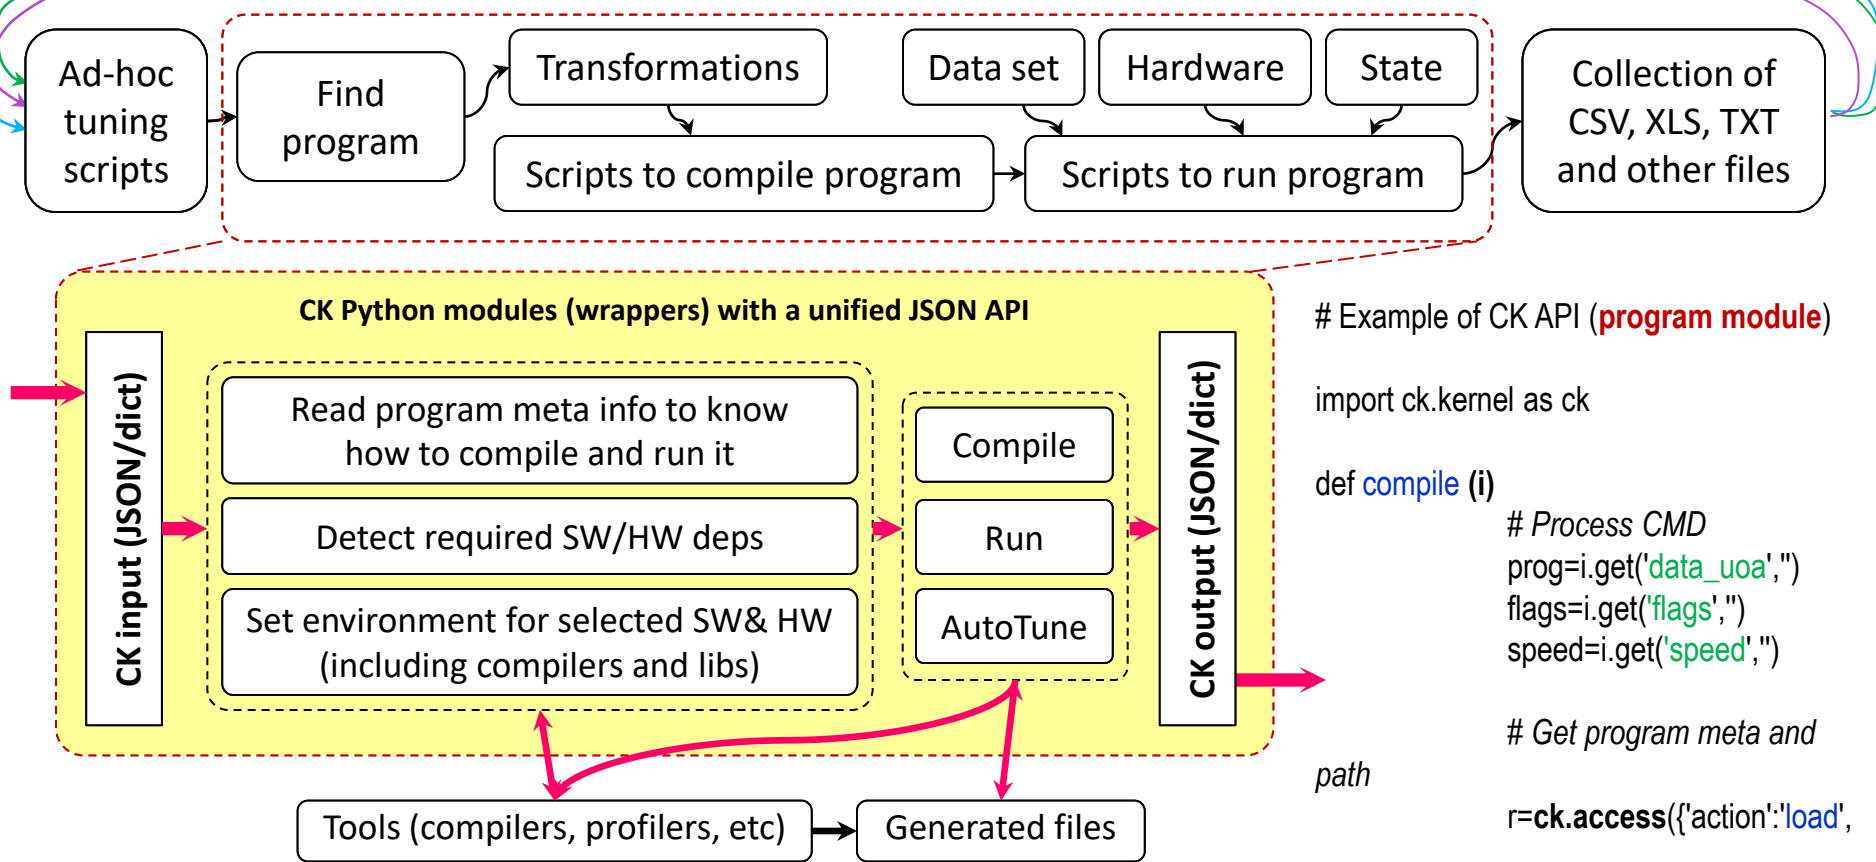 Ad-hoc
tuning
scripts
Find
program
Transformations
Data set
Hardware
State
Scripts to compile program
Scripts to run program
Collection of
CSV, XLS, TXT
and other files
CK Python modules (wrappers) with a unified JSON API
CK input (JSON/dict)
Read program meta info to know
how to compile and run it
Detect required SW/HW deps
Set environment for selected SW& HW
(including compilers and libs)
Compile
Run
AutoTune
CK output (JSON/dict)
Tools (compilers, profilers, etc)
Generated files
# Example of CK API (program module)
import ck.kernel as ck
def compile (i)
# Process CMD
prog=i.get('data_uoa','')
flags=i.get('flags','')
speed=i.get('speed','')
# Get program meta and
path
r=ck.access({'action':'load',